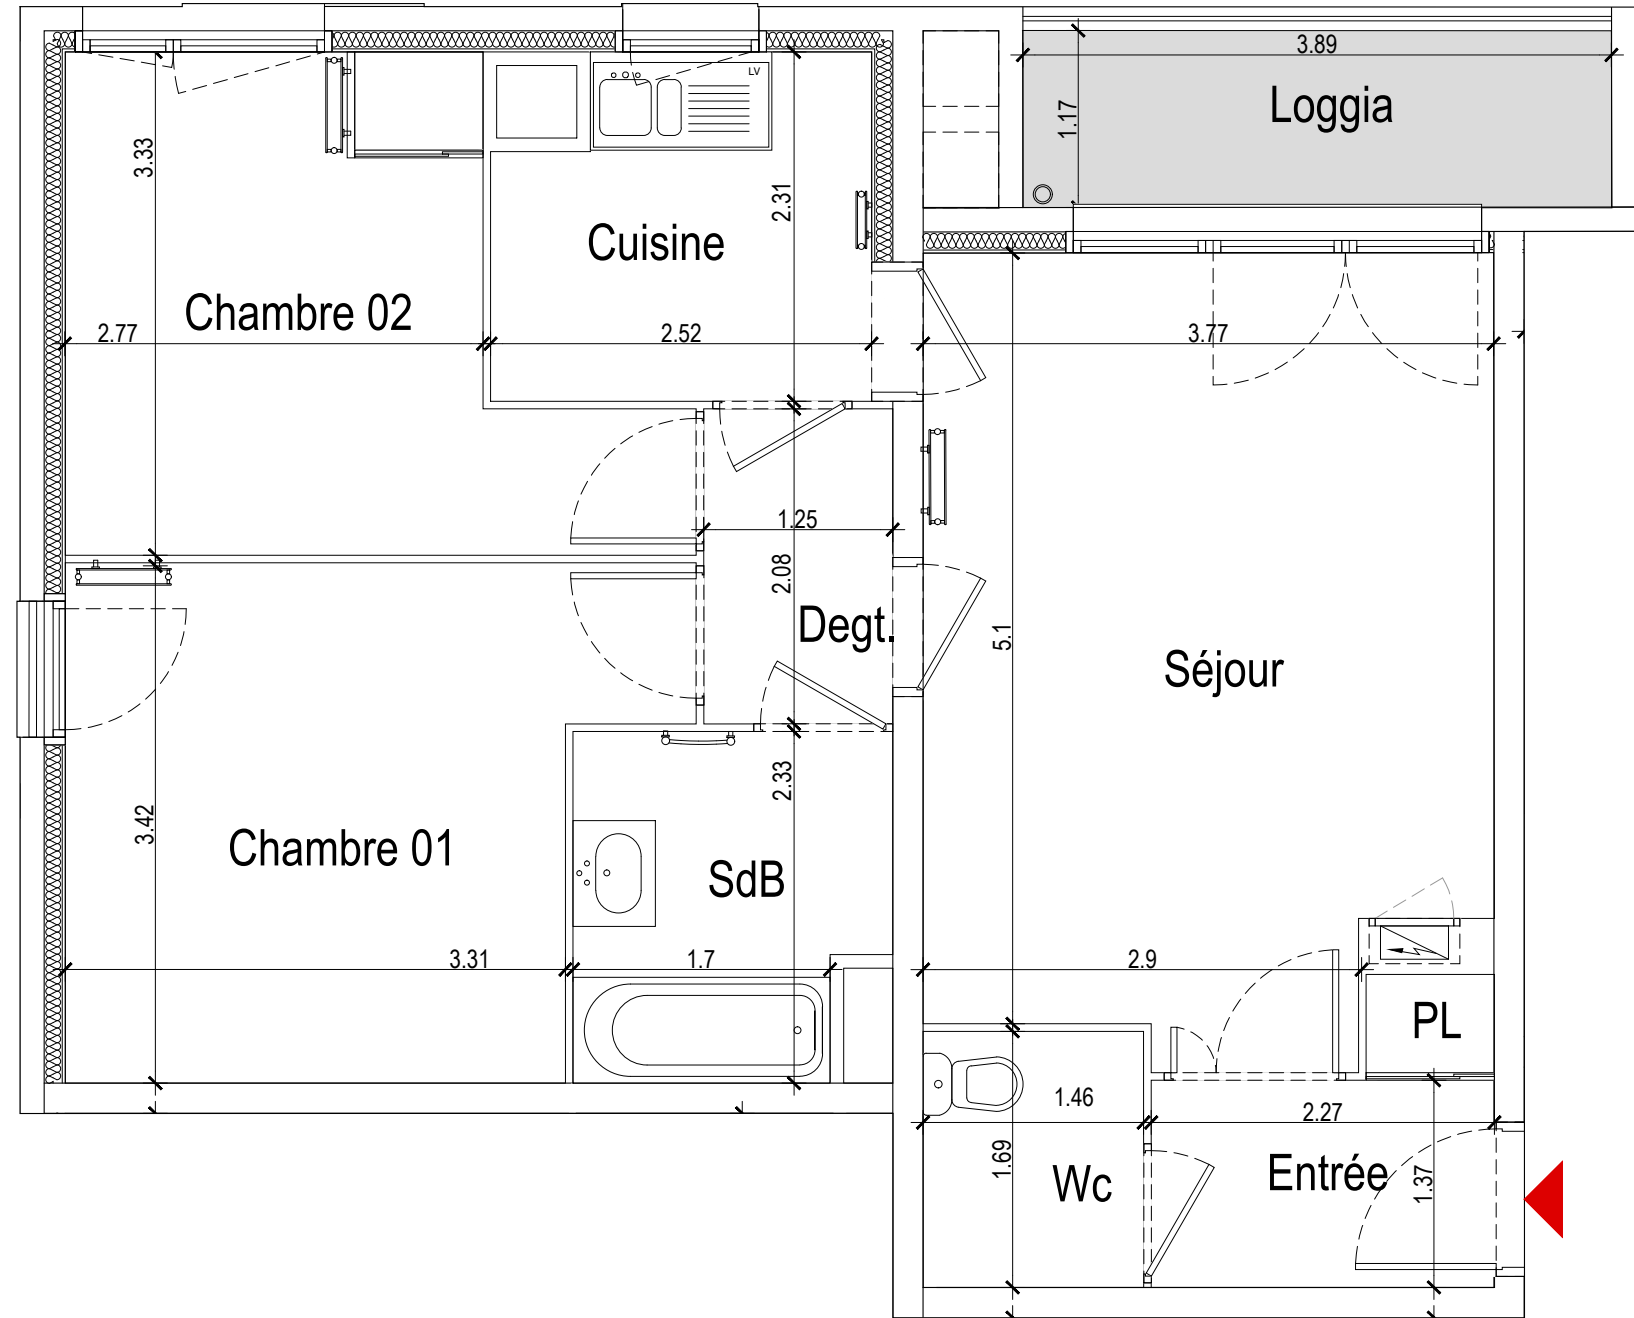 3.89
LV
Loggia
1.17
3.33
2.31
Cuisine
Chambre 02
2.77
2.52
3.77
1.25
2.08
Degt.
5.1
Séjour
2.33
3.42
Chambre 01
SdB
3.31
1.7
2.9
PL
1.46
2.27
1.69
Wc
Entrée
1.37